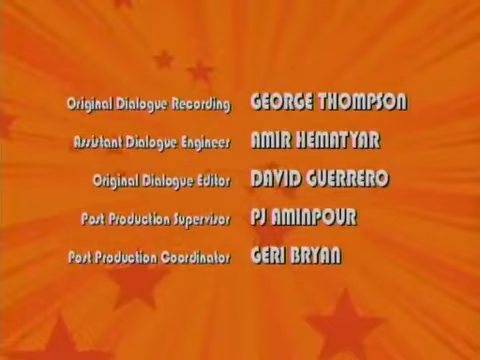 Original Dialogue Recording GEORGE THOMPSON
Assistant Dialogue Engineer AMIR HEMATYAR
Original Dialogue Editor DAVID GUERRERO
Post Production Supervisor PJ AMINPOUR
Post Production Coordinator GERI BRYAN